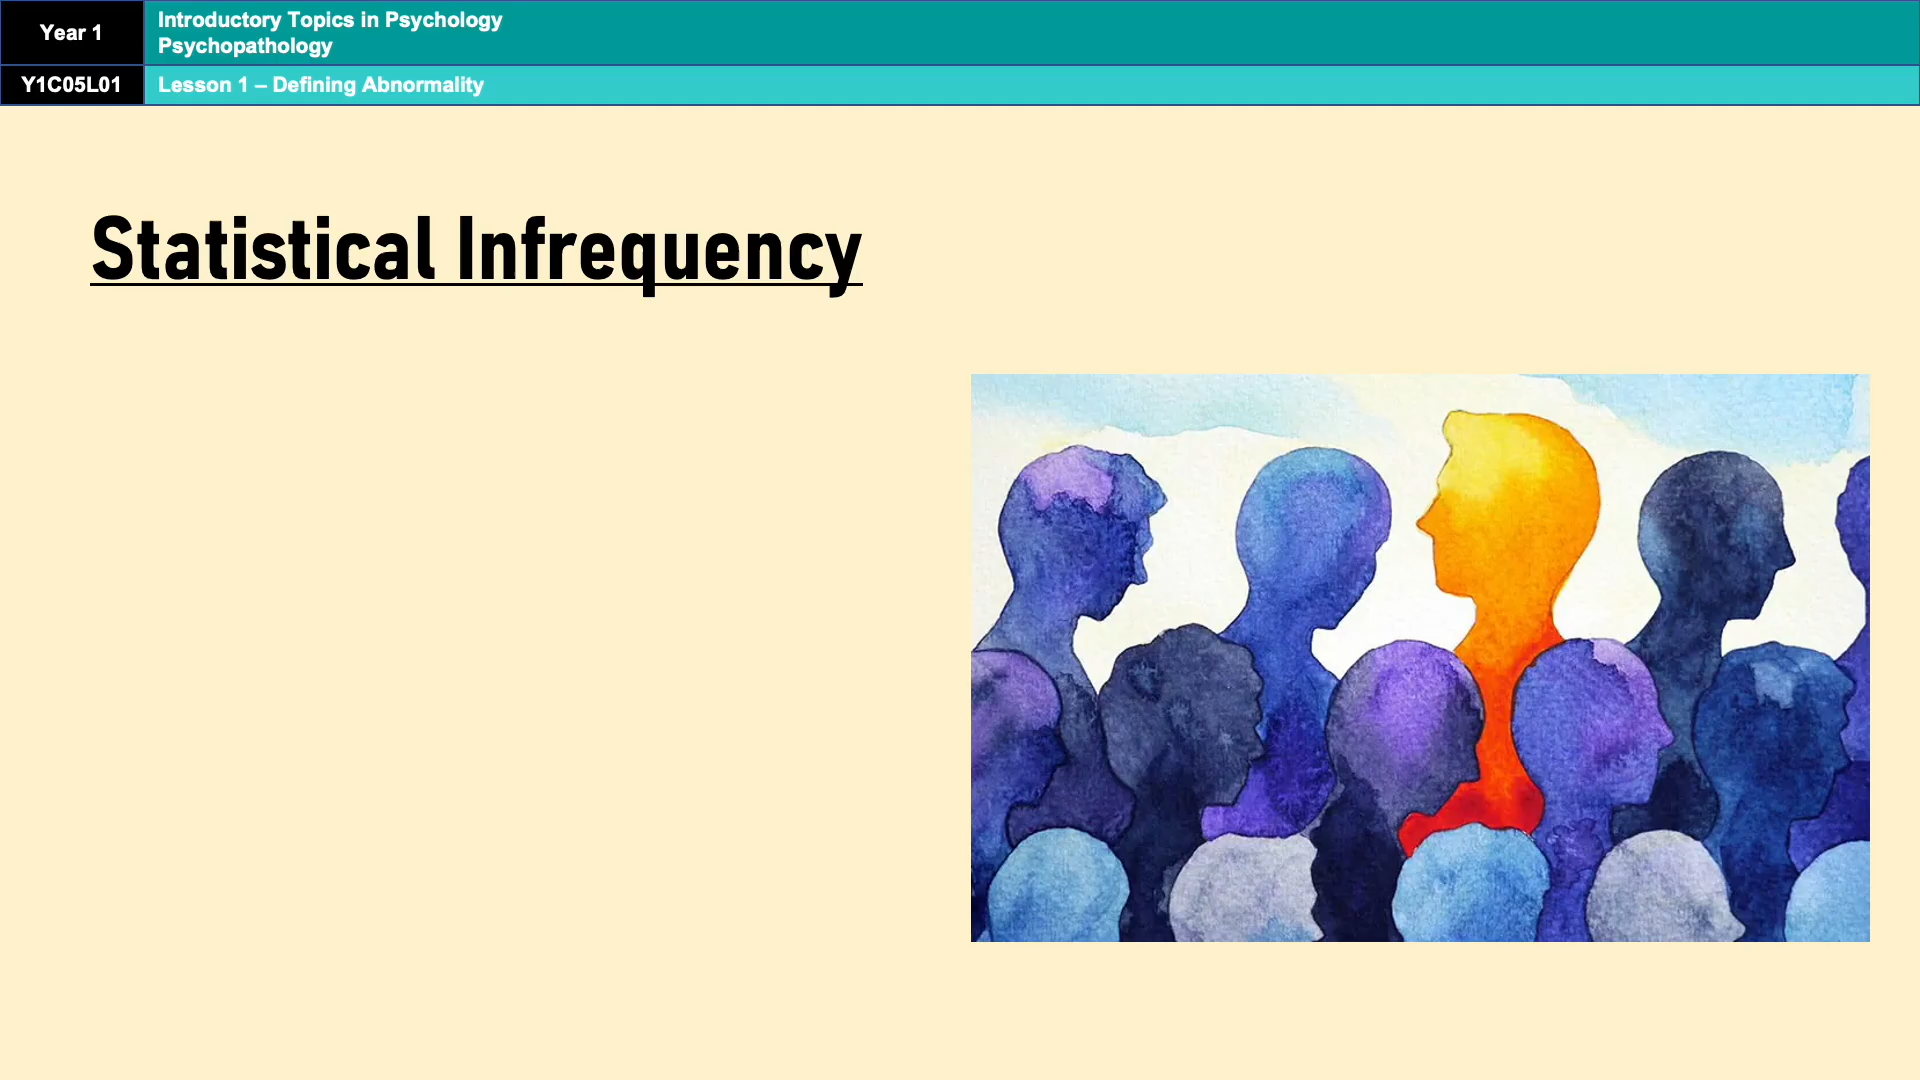 Year 1
Introductory Topics in Psychology
Psychopathology
Y1C05L01
Lesson 1 – Defining Abnormality
Statistical Infrequency